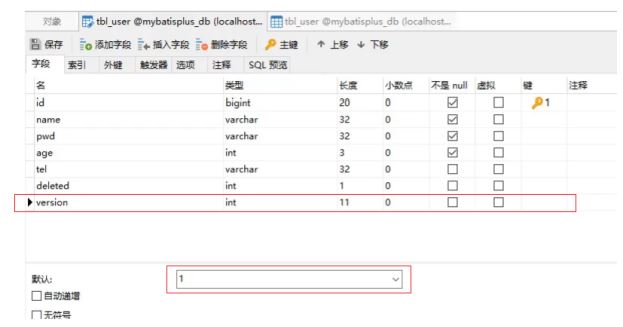 对象 tbl_user @mybatisplus_db (localhost... tbl_user @mybatisplus_db (localhost...
保存 添加字段 插入字段 删除字段 主键 上移 下移
字段 索引 外键 触发器 选项 注释 SQL 预览
名 类型 长度 小数点 不是 null 虚拟 键 注释
id bigint 20 0 1
name varchar 32 0
pwd varchar 32 0
age int 3 0
tel varchar 32 0
deleted int 1 0
version int 11 0
默认: 1
自动递增
无符号